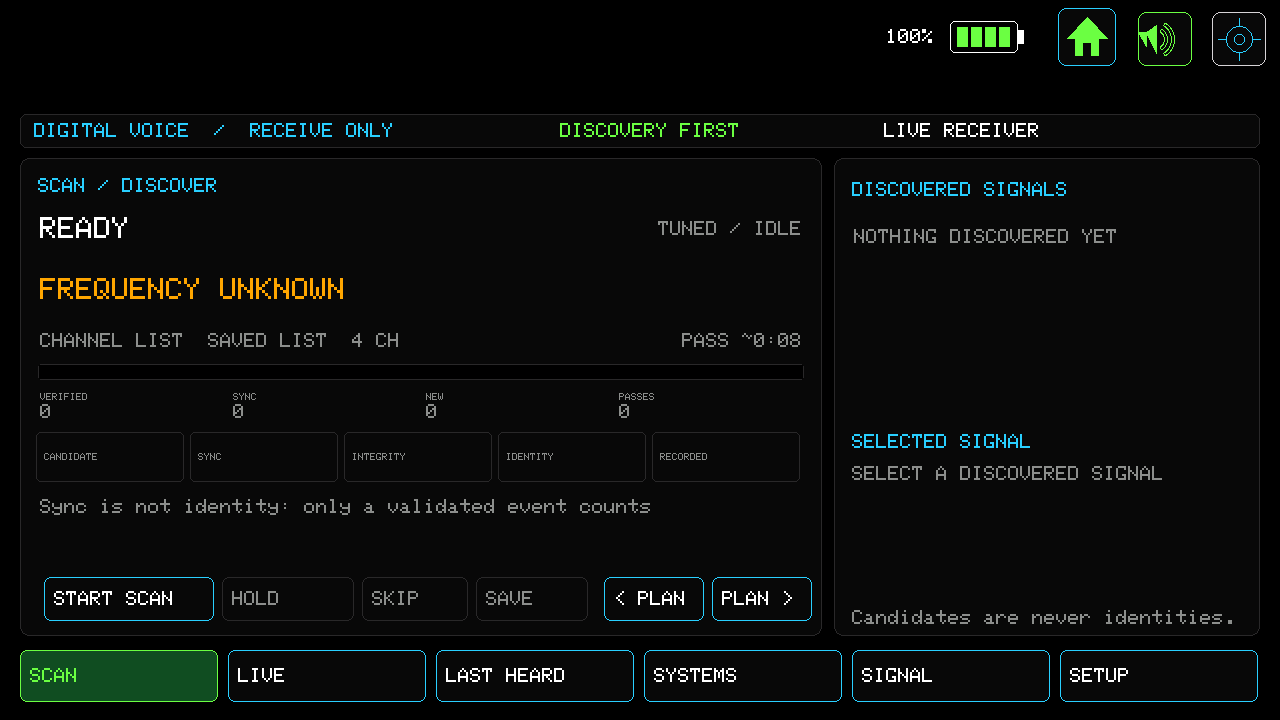 100%
DIGITAL VOICE / RECEIVE ONLY DISCOVERY FIRST LIVE RECEIVER
SCAN / DISCOVER
READY
TUNED / IDLE
FREQUENCY UNKNOWN
CHANNEL LIST SAVED LIST 4 CH PASS ~0:08
VERIFIED SYNC NEW PASSES
0 0 0 0
CANDIDATE SYNC INTEGRITY IDENTITY RECORDED
Sync is not identity: only a validated event counts
START SCAN HOLD SKIP SAVE < PLAN PLAN >
DISCOVERED SIGNALS
NOTHING DISCOVERED YET
SELECTED SIGNAL
SELECT A DISCOVERED SIGNAL
Candidates are never identities.
SCAN LIVE LAST HEARD SYSTEMS SIGNAL SETUP